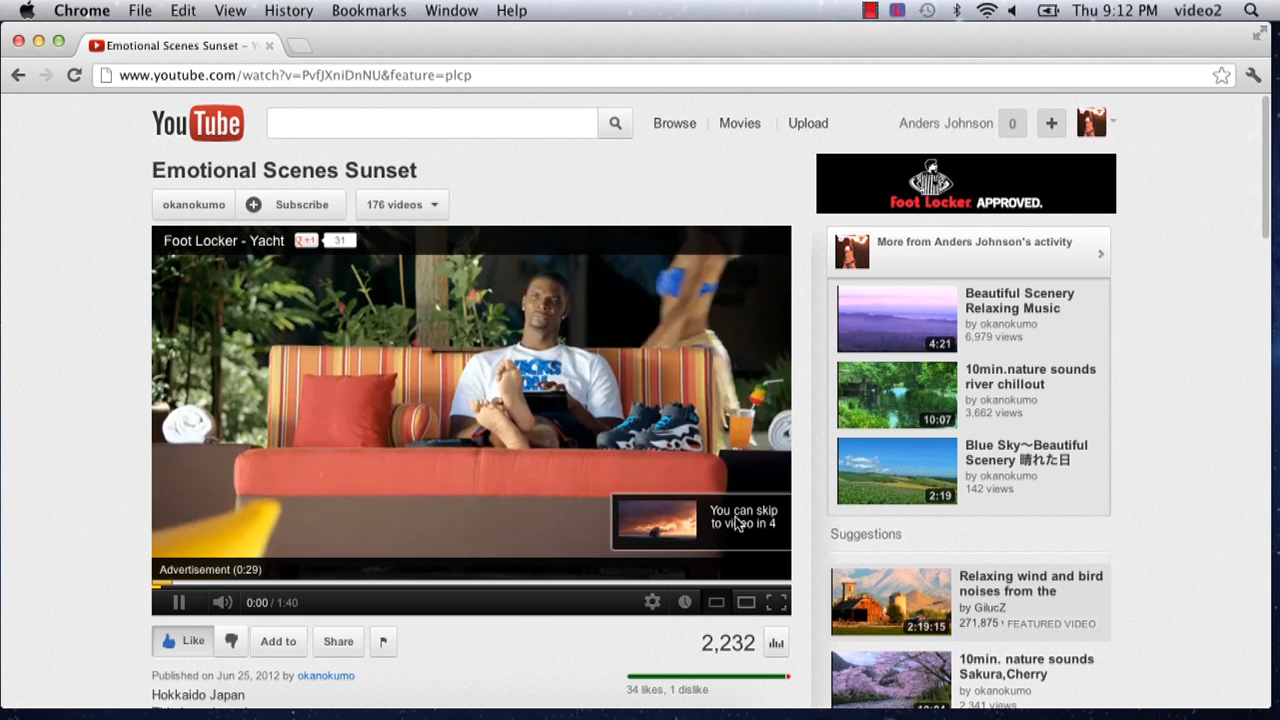 Chrome File Edit View History Bookmarks Window Help Thu 9:12 PM video2
Emotional Scenes Sunset - Y
www.youtube.com/watch?v=PvfJXniDnNU&feature=plcp
YouTube Browse Movies Upload Anders Johnson 0 +
Emotional Scenes Sunset
okanokumo Subscribe 176 videos
Foot Locker APPROVED.
Foot Locker - Yacht +1 31
KICKS
You can skip
to video in 4
Advertisement (0:29)
0:00 / 1:40
Like Add to Share 2,232
Published on Jun 25, 2012 by okanokumo
34 likes, 1 dislike
Hokkaido Japan
More from Anders Johnson's activity
Beautiful Scenery
Relaxing Music
by okanokumo
6,979 views
4:21
10min.nature sounds
river chillout
by okanokumo
3,662 views
10:07
Blue Sky～Beautiful
Scenery 晴れた日
by okanokumo
142 views
2:19
Suggestions
Relaxing wind and bird
noises from the
by GilucZ
271,875 FEATURED VIDEO
2:19:15
10min. nature sounds
Sakura,Cherry
by okanokumo
2,341 views